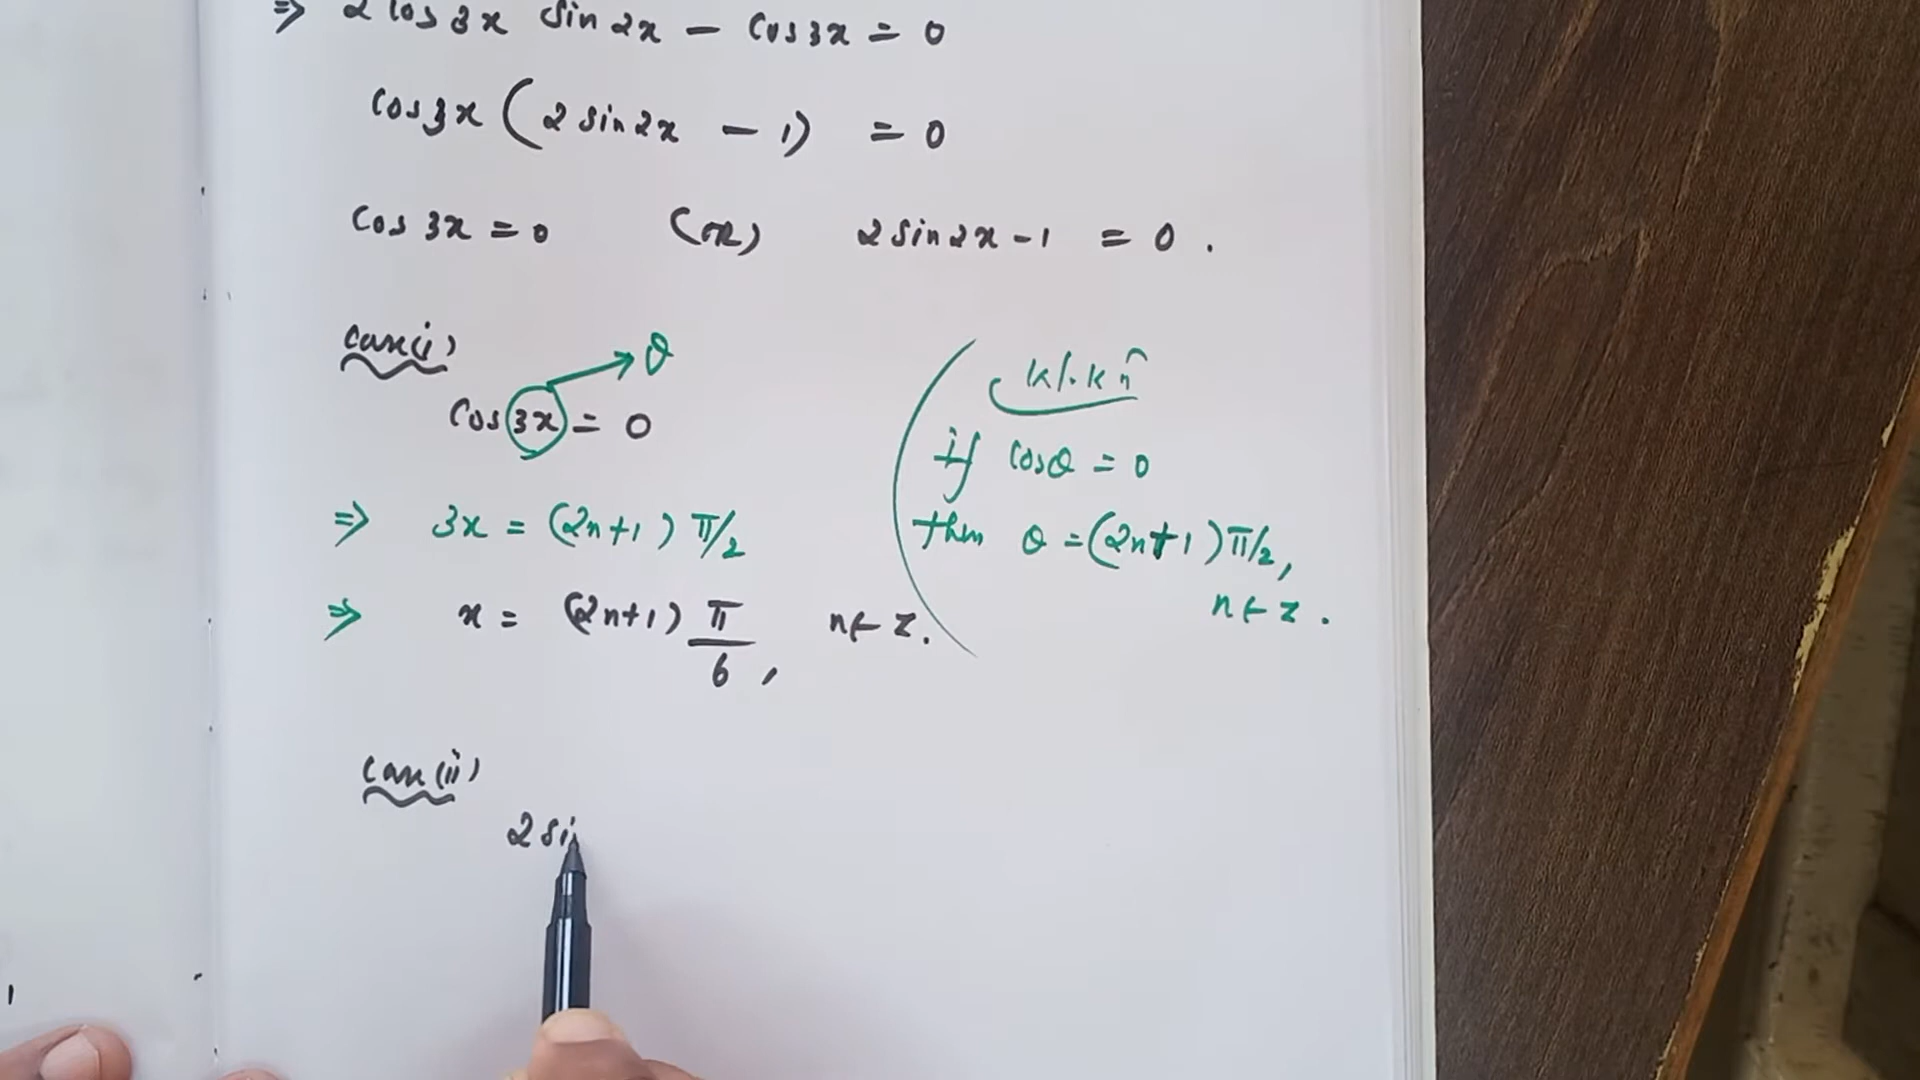 ⇒ 2 cos 3x sin 2x - cos 3x = 0
cos 3x (2 sin 2x - 1) = 0
cos 3x = 0 (or) 2 sin 2x - 1 = 0 .
case (i)
θ
cos 3x = 0
⇒ 3x = (2n+1) π/2
⇒ x = (2n+1) π/6 , n ∈ Z .
if cos θ = 0
then θ = (2n+1) π/2 ,
n ∈ Z .
case (ii)
2 sin